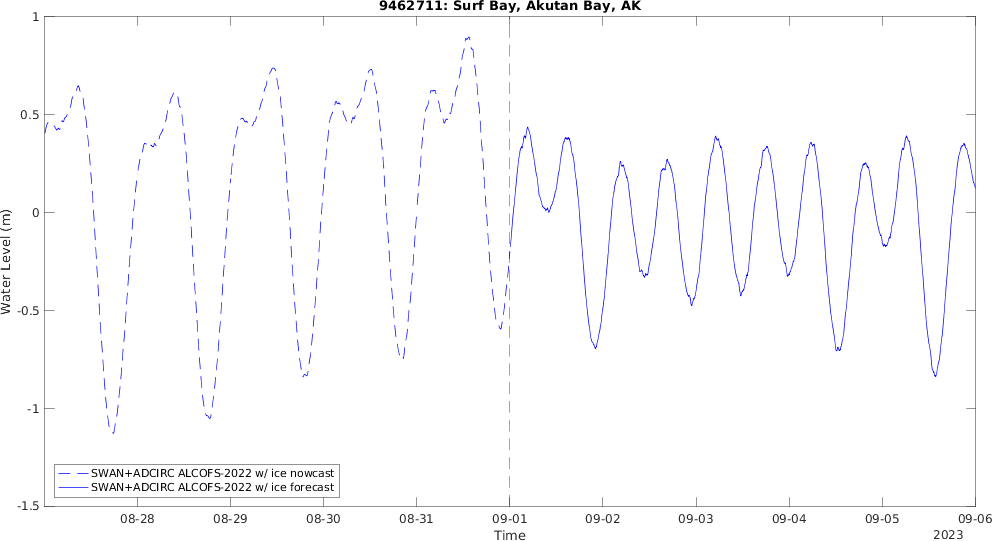 9462711: Surf Bay, Akutan Bay, AK
Water Level (m)
1
0.5
0
-0.5
-1
-1.5
SWAN+ADCIRC ALCOFS-2022 w/ ice nowcast
SWAN+ADCIRC ALCOFS-2022 w/ ice forecast
08-28 08-29 08-30 08-31 09-01 09-02 09-03 09-04 09-05 09-06
Time
2023